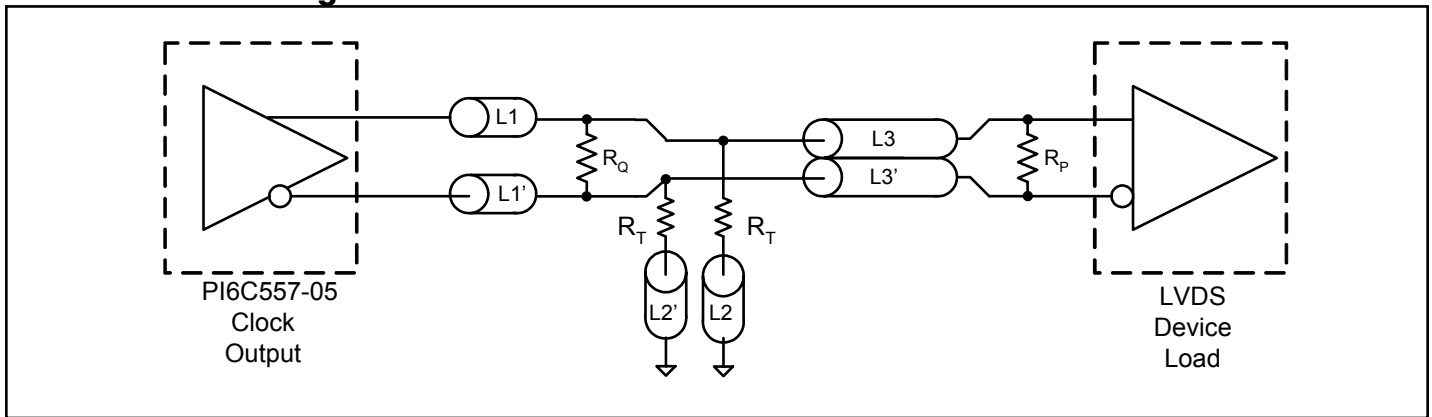 L1
L1'
R_Q
R_T
R_T
L2'
L2
L3
L3'
R_P
PI6C557-05
Clock
Output
LVDS
Device
Load